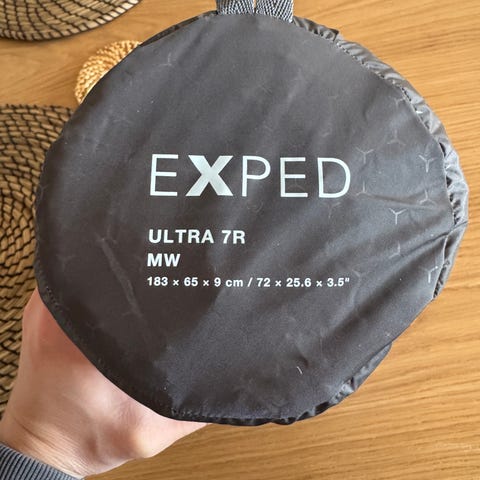 EXPED
ULTRA 7R
MW
183 × 65 × 9 cm / 72 × 25.6 × 3.5"